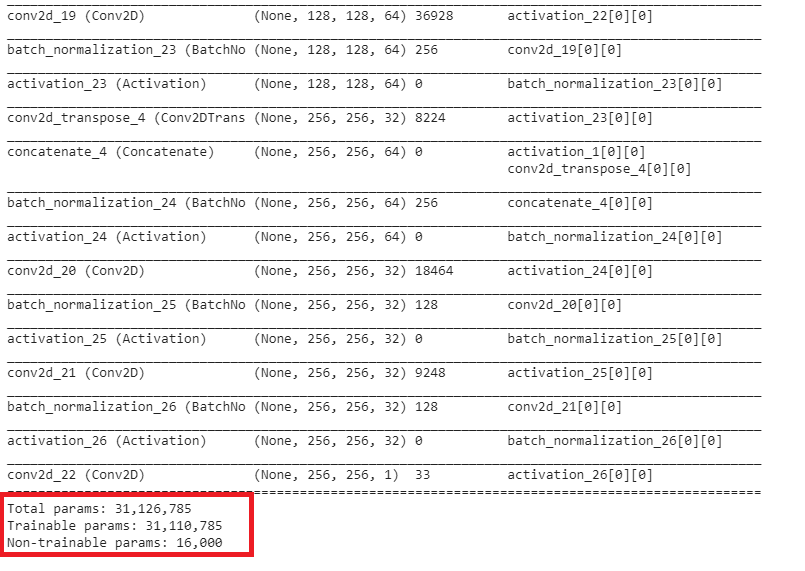 conv2d_19 (Conv2D) (None, 128, 128, 64) 36928 activation_22[0][0]
batch_normalization_23 (BatchNo (None, 128, 128, 64) 256 conv2d_19[0][0]
activation_23 (Activation) (None, 128, 128, 64) 0 batch_normalization_23[0][0]
conv2d_transpose_4 (Conv2DTrans (None, 256, 256, 32) 8224 activation_23[0][0]
concatenate_4 (Concatenate) (None, 256, 256, 64) 0 activation_1[0][0]
conv2d_transpose_4[0][0]
batch_normalization_24 (BatchNo (None, 256, 256, 64) 256 concatenate_4[0][0]
activation_24 (Activation) (None, 256, 256, 64) 0 batch_normalization_24[0][0]
conv2d_20 (Conv2D) (None, 256, 256, 32) 18464 activation_24[0][0]
batch_normalization_25 (BatchNo (None, 256, 256, 32) 128 conv2d_20[0][0]
activation_25 (Activation) (None, 256, 256, 32) 0 batch_normalization_25[0][0]
conv2d_21 (Conv2D) (None, 256, 256, 32) 9248 activation_25[0][0]
batch_normalization_26 (BatchNo (None, 256, 256, 32) 128 conv2d_21[0][0]
activation_26 (Activation) (None, 256, 256, 32) 0 batch_normalization_26[0][0]
conv2d_22 (Conv2D) (None, 256, 256, 1) 33 activation_26[0][0]
Total params: 31,126,785
Trainable params: 31,110,785
Non-trainable params: 16,000